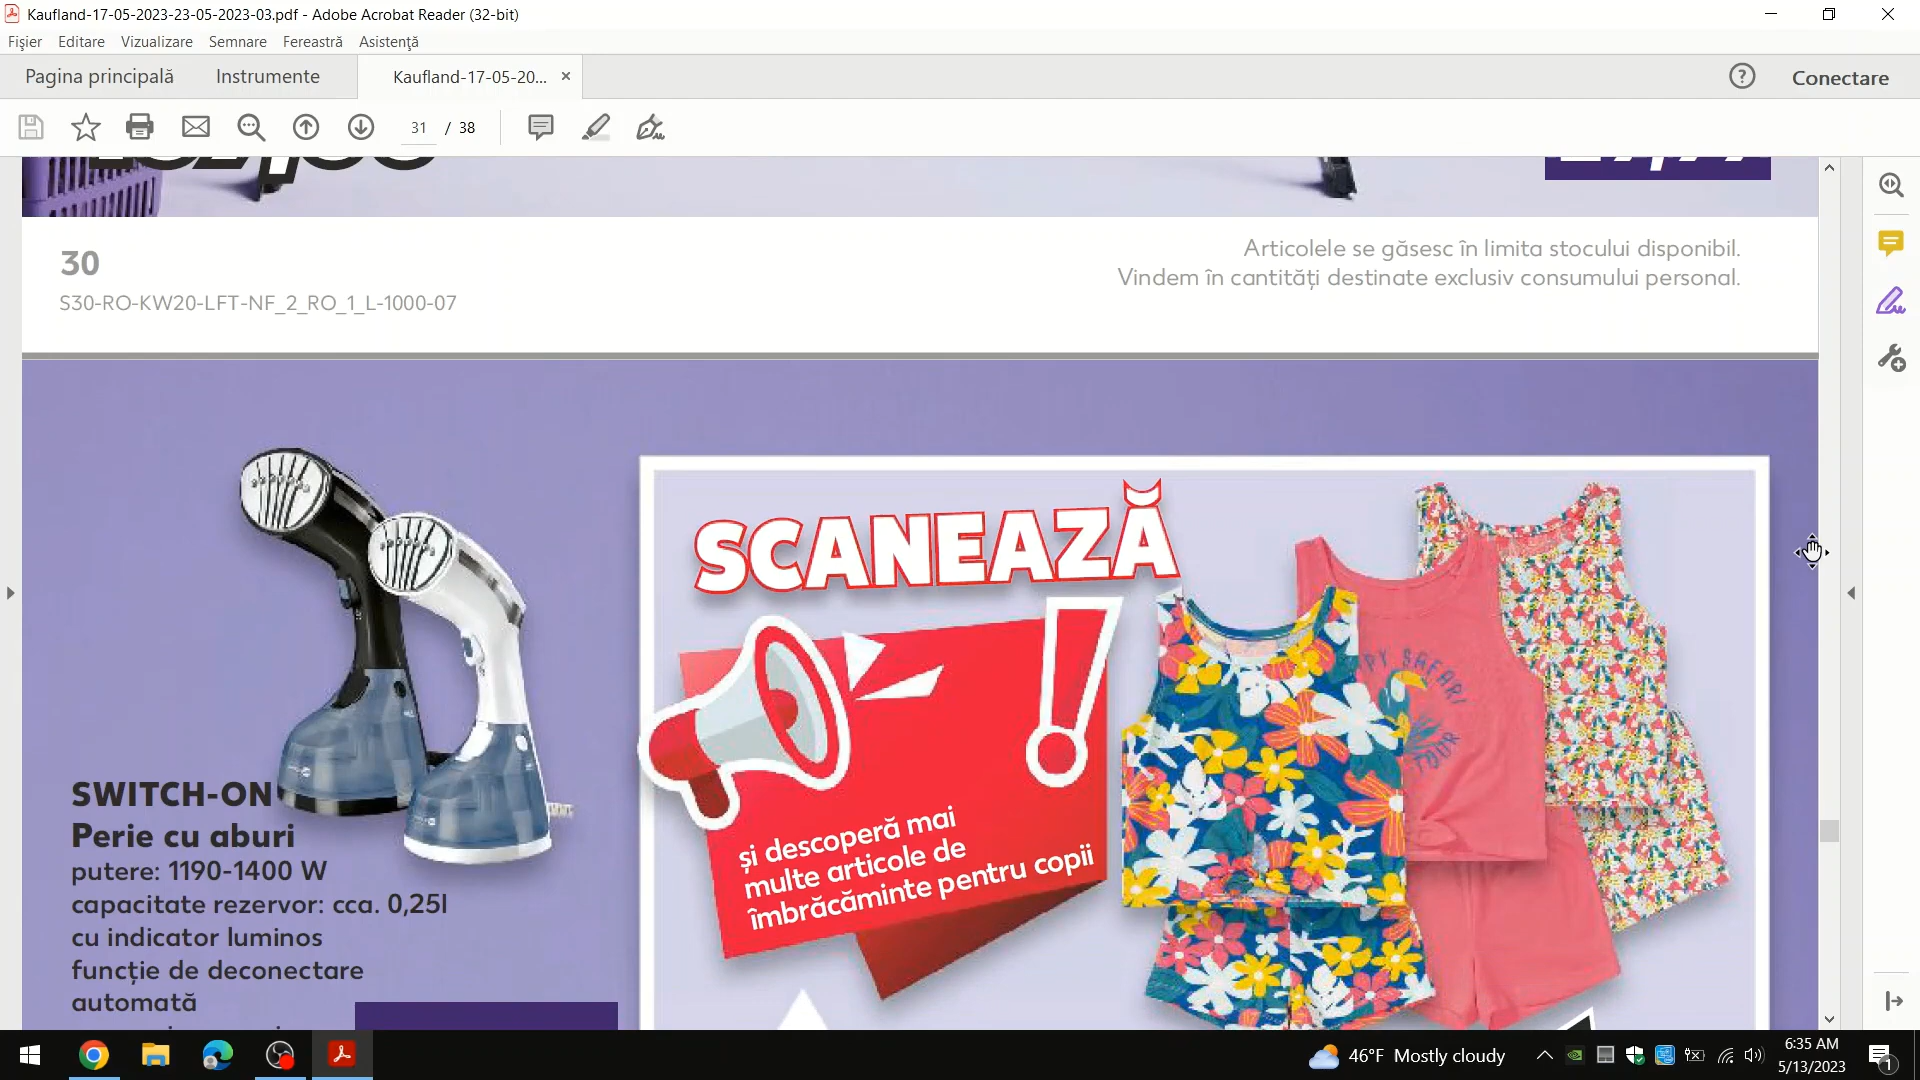 Kaufland-17-05-2023-23-05-2023-03.pdf - Adobe Acrobat Reader (32-bit)
Fișier Editare Vizualizare Semnare Fereastră Asistență
Pagina principală Instrumente Kaufland-17-05-20... Conectare
31 / 38
30
S30-RO-KW20-LFT-NF_2_RO_1_L-1000-07
Articolele se găsesc în limita stocului disponibil.
Vindem în cantități destinate exclusiv consumului personal.
SCANEAZĂ
!
și descoperă mai
multe articole de
îmbrăcăminte pentru copii
SAFARI
TOUR
SWITCH-ON
Perie cu aburi
putere: 1190-1400 W
capacitate rezervor: cca. 0,25l
cu indicator luminos
funcție de deconectare
automată
46°F Mostly cloudy
6:35 AM
5/13/2023
1